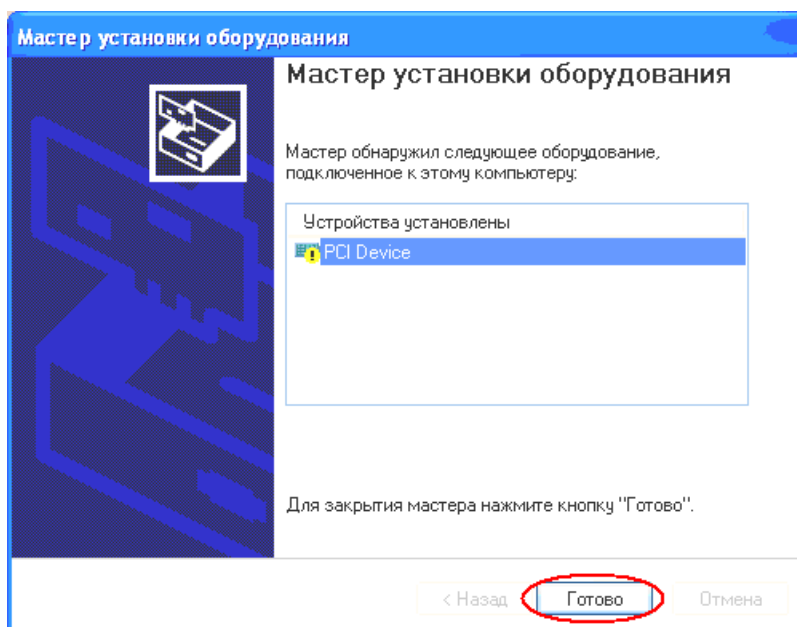 Мастер установки оборудования
Мастер установки оборудования
Мастер обнаружил следующее оборудование,
подключенное к этому компьютеру:
Устройства установлены
PCI Device
Для закрытия мастера нажмите кнопку "Готово".
< Назад Готово Отмена